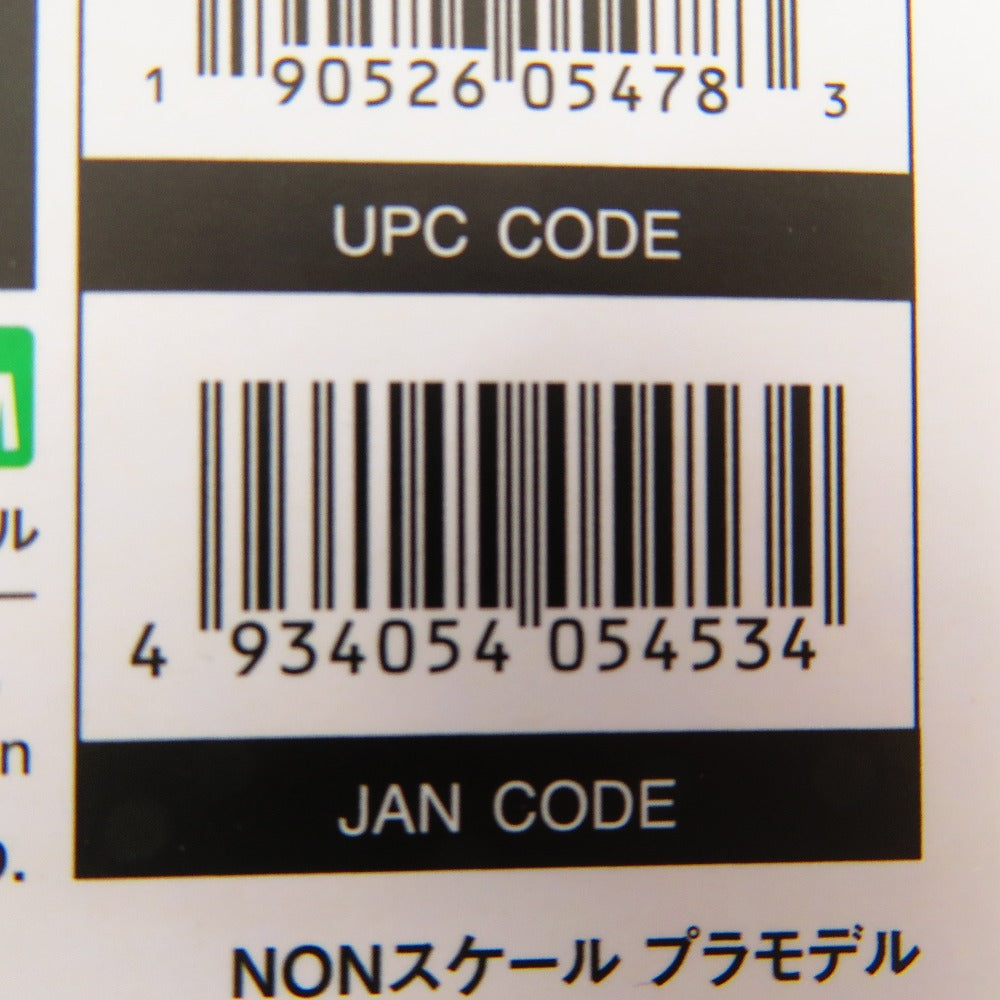 1 90526 05478 3
UPC CODE
ル
4 934054 054534
n
JAN CODE
NONスケール プラモデル